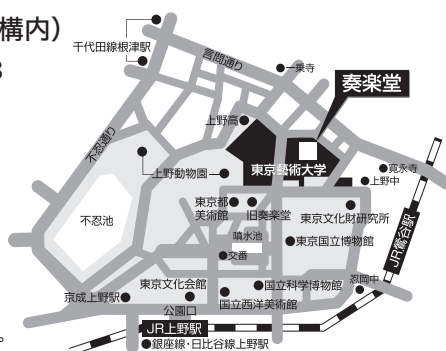 構内）
千代田線根津駅
8
言問通り
一乗寺
奏楽堂
不忍通り
上野高
上野動物園
東京藝術大学
寛永寺
上野中
東京都
美術館
旧奏楽堂
東京文化財研究所
不忍池
噴水池
東京国立博物館
JR鶯谷駅
交番
東京文化会館
国立科学博物館
忍岡中
京成上野駅
公園口
国立西洋美術館
JR上野駅
。
銀座線・日比谷線上野駅